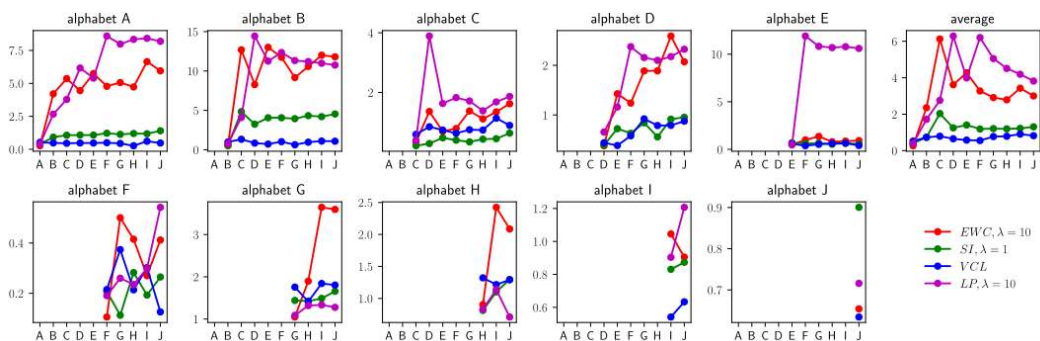 alphabet A
alphabet B
alphabet C
alphabet D
alphabet E
average
7.5
5.0
2.5
0.0
A B C D E F G H I J
15
10
5
0
A B C D E F G H I J
4
2
A B C D E F G H I J
2
1
A B C D E F G H I J
10
5
0
A B C D E F G H I J
6
4
2
0
A B C D E F G H I J
alphabet F
alphabet G
alphabet H
alphabet I
alphabet J
0.4
0.2
A B C D E F G H I J
4
3
2
1
A B C D E F G H I J
2.5
2.0
1.5
1.0
A B C D E F G H I J
1.2
1.0
0.8
0.6
A B C D E F G H I J
0.9
0.8
0.7
A B C D E F G H I J
EWC, λ = 10
SI, λ = 1
VCL
LP, λ = 10